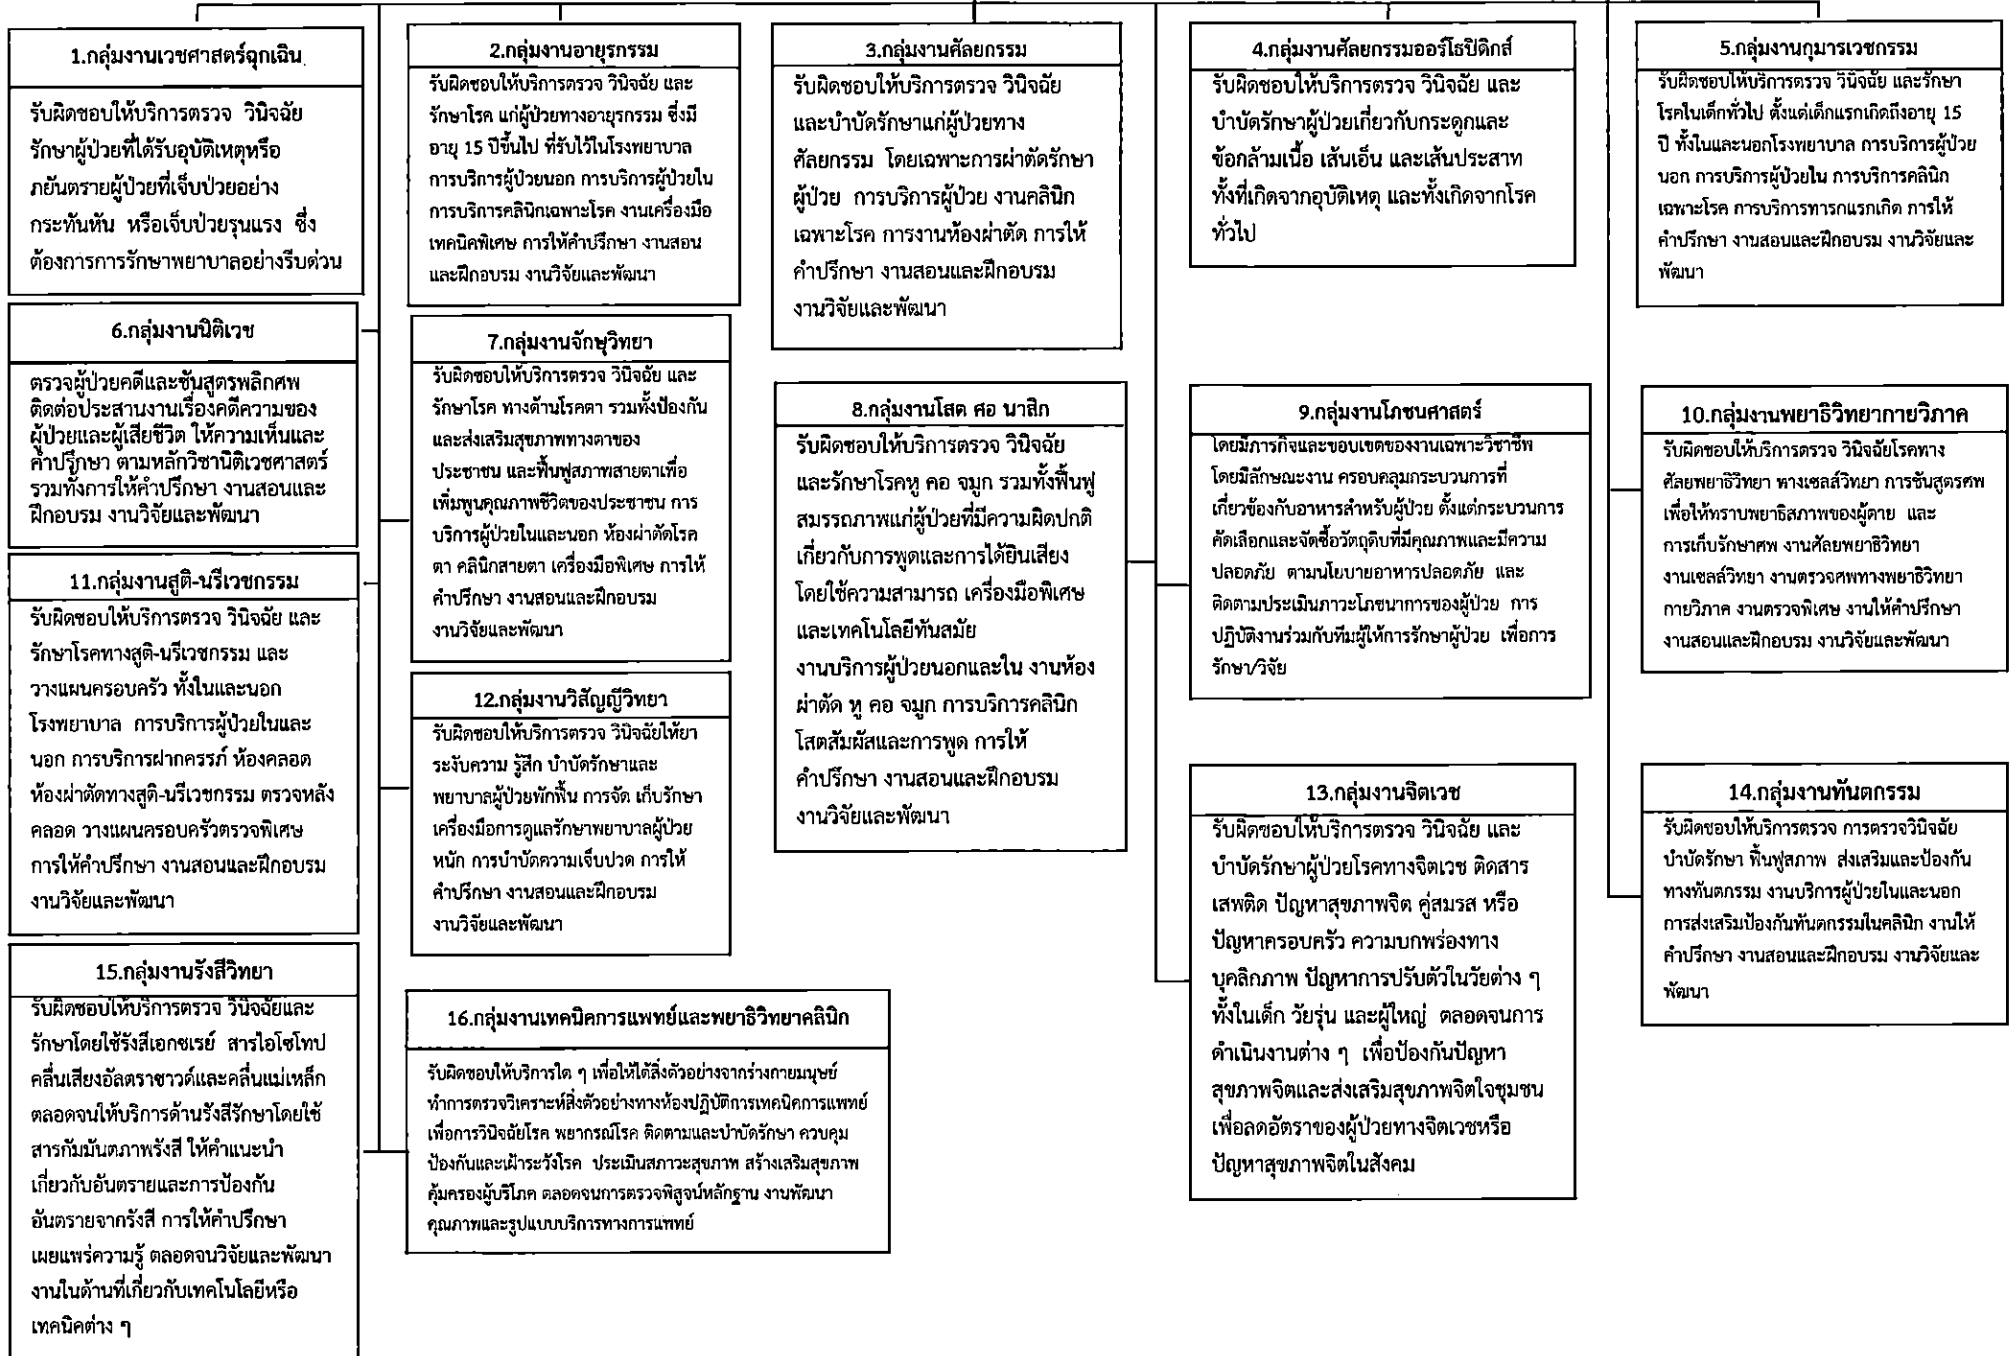 1.กลุ่มงานเวชศาสตร์ฉุกเฉิน
รับผิดชอบให้บริการตรวจ วินิจฉัย
รักษาผู้ป่วยที่ได้รับอุบัติเหตุหรือ
ภยันตรายผู้ป่วยที่เจ็บป่วยอย่าง
กระทันหัน หรือเจ็บป่วยรุนแรง ซึ่ง
ต้องการการรักษาพยาบาลอย่างรีบด่วน
2.กลุ่มงานอายุรกรรม
รับผิดชอบให้บริการตรวจ วินิจฉัย และ
รักษาโรค แก่ผู้ป่วยทางอายุรกรรม ซึ่งมี
อายุ 15 ปีขึ้นไป ที่รับไว้ในโรงพยาบาล
การบริการผู้ป่วยนอก การบริการผู้ป่วยใน
การบริการคลินิกเฉพาะโรค งานเครื่องมือ
เทคนิคพิเศษ การให้คำปรึกษา งานสอน
และฝึกอบรม งานวิจัยและพัฒนา
3.กลุ่มงานศัลยกรรม
รับผิดชอบให้บริการตรวจ วินิจฉัย
และบำบัดรักษาแก่ผู้ป่วยทาง
ศัลยกรรม โดยเฉพาะการผ่าตัดรักษา
ผู้ป่วย การบริการผู้ป่วย งานคลินิก
เฉพาะโรค การงานห้องผ่าตัด การให้
คำปรึกษา งานสอนและฝึกอบรม
งานวิจัยและพัฒนา
4.กลุ่มงานศัลยกรรมออร์โธปิดิกส์
รับผิดชอบให้บริการตรวจ วินิจฉัย และ
บำบัดรักษาผู้ป่วยเกี่ยวกับกระดูกและ
ข้อกล้ามเนื้อ เส้นเอ็น และเส้นประสาท
ทั้งที่เกิดจากอุบัติเหตุ และทั้งเกิดจากโรค
ทั่วไป
5.กลุ่มงานกุมารเวชกรรม
รับผิดชอบให้บริการตรวจ วินิจฉัย และรักษา
โรคในเด็กทั่วไป ตั้งแต่เด็กแรกเกิดถึงอายุ 15
ปี ทั้งในและนอกโรงพยาบาล การบริการผู้ป่วย
นอก การบริการผู้ป่วยใน การบริการคลินิก
เฉพาะโรค การบริการทารกแรกเกิด การให้
คำปรึกษา งานสอนและฝึกอบรม งานวิจัยและ
พัฒนา
6.กลุ่มงานนิติเวช
ตรวจผู้ป่วยคดีและชันสูตรพลิกศพ
ติดต่อประสานงานเรื่องคดีความของ
ผู้ป่วยและผู้เสียชีวิต ให้ความเห็นและ
คำปรึกษา ตามหลักวิชานิติเวชศาสตร์
รวมทั้งการให้คำปรึกษา งานสอนและ
ฝึกอบรม งานวิจัยและพัฒนา
7.กลุ่มงานจักษุวิทยา
รับผิดชอบให้บริการตรวจ วินิจฉัย และ
รักษาโรค ทางด้านโรคตา รวมทั้งป้องกัน
และส่งเสริมสุขภาพทางตาของ
ประชาชน และฟื้นฟูสภาพสายตาเพื่อ
เพิ่มพูนคุณภาพชีวิตของประชาชน การ
บริการผู้ป่วยในและนอก ห้องผ่าตัดโรค
ตา คลินิกสายตา เครื่องมือพิเศษ การให้
คำปรึกษา งานสอนและฝึกอบรม
งานวิจัยและพัฒนา
8.กลุ่มงานโสต ศอ นาสิก
รับผิดชอบให้บริการตรวจ วินิจฉัย
และรักษาโรคหู คอ จมูก รวมทั้งฟื้นฟู
สมรรถภาพแก่ผู้ป่วยที่มีความผิดปกติ
เกี่ยวกับการพูดและการได้ยินเสียง
โดยใช้ความสามารถ เครื่องมือพิเศษ
และเทคโนโลยีทันสมัย
งานบริการผู้ป่วยนอกและใน งานห้อง
ผ่าตัด หู คอ จมูก การบริการคลินิก
โสตสัมผัสและการพูด การให้
คำปรึกษา งานสอนและฝึกอบรม
งานวิจัยและพัฒนา
9.กลุ่มงานโภชนศาสตร์
โดยมีภารกิจและขอบเขตของงานเฉพาะวิชาชีพ
โดยมีลักษณะงาน ครอบคลุมกระบวนการที่
เกี่ยวข้องกับอาหารสำหรับผู้ป่วย ตั้งแต่กระบวนการ
คัดเลือกและจัดซื้อวัตถุดิบที่มีคุณภาพและมีความ
ปลอดภัย ตามนโยบายอาหารปลอดภัย และ
ติดตามประเมินภาวะโภชนาการของผู้ป่วย การ
ปฏิบัติงานร่วมกับทีมผู้ให้การรักษาผู้ป่วย เพื่อการ
รักษา/วิจัย
10.กลุ่มงานพยาธิวิทยากายวิภาค
รับผิดชอบให้บริการตรวจ วินิจฉัยโรคทาง
ศัลยพยาธิวิทยา ทางเซลล์วิทยา การชันสูตรศพ
เพื่อให้ทราบพยาธิสภาพของผู้ตาย และ
การเก็บรักษาศพ งานศัลยพยาธิวิทยา
งานเซลล์วิทยา งานตรวจศพทางพยาธิวิทยา
กายวิภาค งานตรวจพิเศษ งานให้คำปรึกษา
งานสอนและฝึกอบรม งานวิจัยและพัฒนา
11.กลุ่มงานสูติ-นรีเวชกรรม
รับผิดชอบให้บริการตรวจ วินิจฉัย และ
รักษาโรคทางสูติ-นรีเวชกรรม และ
วางแผนครอบครัว ทั้งในและนอก
โรงพยาบาล การบริการผู้ป่วยในและ
นอก การบริการฝากครรภ์ ห้องคลอด
ห้องผ่าตัดทางสูติ-นรีเวชกรรม ตรวจหลัง
คลอด วางแผนครอบครัวตรวจพิเศษ
การให้คำปรึกษา งานสอนและฝึกอบรม
งานวิจัยและพัฒนา
12.กลุ่มงานวิสัญญีวิทยา
รับผิดชอบให้บริการตรวจ วินิจฉัยให้ยา
ระงับความ รู้สึก บำบัดรักษาและ
พยาบาลผู้ป่วยพักฟื้น การจัด เก็บรักษา
เครื่องมือการดูแลรักษาพยาบาลผู้ป่วย
หนัก การบำบัดความเจ็บปวด การให้
คำปรึกษา งานสอนและฝึกอบรม
งานวิจัยและพัฒนา
13.กลุ่มงานจิตเวช
รับผิดชอบให้บริการตรวจ วินิจฉัย และ
บำบัดรักษาผู้ป่วยโรคทางจิตเวช ติดสาร
เสพติด ปัญหาสุขภาพจิต คู่สมรส หรือ
ปัญหาครอบครัว ความบกพร่องทาง
บุคลิกภาพ ปัญหาการปรับตัวในวัยต่าง ๆ
ทั้งในเด็ก วัยรุ่น และผู้ใหญ่ ตลอดจนการ
ดำเนินงานต่าง ๆ เพื่อป้องกันปัญหา
สุขภาพจิตและส่งเสริมสุขภาพจิตใจชุมชน
เพื่อลดอัตราของผู้ป่วยทางจิตเวชหรือ
ปัญหาสุขภาพจิตในสังคม
14.กลุ่มงานทันตกรรม
รับผิดชอบให้บริการตรวจ การตรวจวินิจฉัย
บำบัดรักษา ฟื้นฟูสภาพ ส่งเสริมและป้องกัน
ทางทันตกรรม งานบริการผู้ป่วยในและนอก
การส่งเสริมป้องกันทันตกรรมในคลินิก งานให้
คำปรึกษา งานสอนและฝึกอบรม งานวิจัยและ
พัฒนา
15.กลุ่มงานรังสีวิทยา
รับผิดชอบให้บริการตรวจ วินิจฉัยและ
รักษาโดยใช้รังสีเอกซเรย์ สารไอโซโทป
คลื่นเสียงอัลตราซาวด์และคลื่นแม่เหล็ก
ตลอดจนให้บริการด้านรังสีรักษาโดยใช้
สารกัมมันตภาพรังสี ให้คำแนะนำ
เกี่ยวกับอันตรายและการป้องกัน
อันตรายจากรังสี การให้คำปรึกษา
เผยแพร่ความรู้ ตลอดจนวิจัยและพัฒนา
งานในด้านที่เกี่ยวกับเทคโนโลยีหรือ
เทคนิคต่าง ๆ
16.กลุ่มงานเทคนิคการแพทย์และพยาธิวิทยาคลินิก
รับผิดชอบให้บริการใด ๆ เพื่อให้ได้สิ่งตัวอย่างจากร่างกายมนุษย์
ทำการตรวจวิเคราะห์สิ่งตัวอย่างทางห้องปฏิบัติการเทคนิคการแพทย์
เพื่อการวินิจฉัยโรค พยากรณ์โรค ติดตามและบำบัดรักษา ควบคุม
ป้องกันและเฝ้าระวังโรค ประเมินสภาวะสุขภาพ สร้างเสริมสุขภาพ
คุ้มครองผู้บริโภค ตลอดจนการตรวจพิสูจน์หลักฐาน งานพัฒนา
คุณภาพและรูปแบบบริการทางการแพทย์